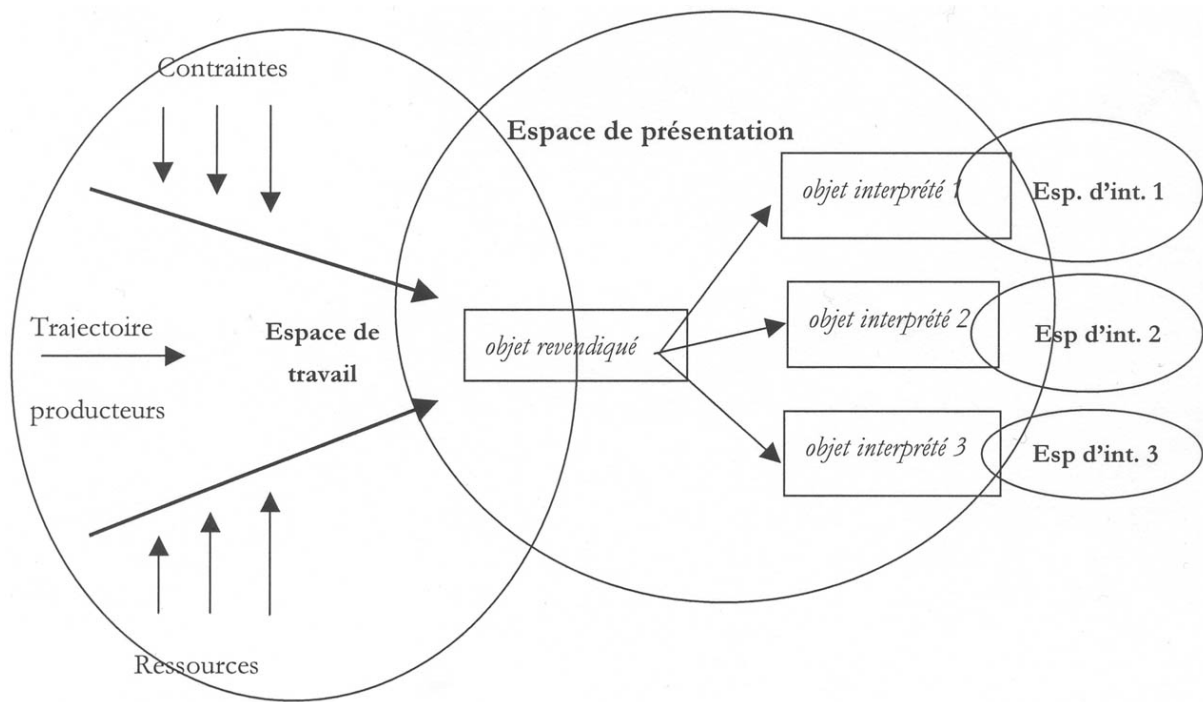 Contraintes
Espace de présentation
objet interprété 1
Esp. d'int. 1
Trajectoire
producteurs
Espace de
travail
objet revendiqué
objet interprété 2
Esp d'int. 2
objet interprété 3
Esp d'int. 3
Ressources